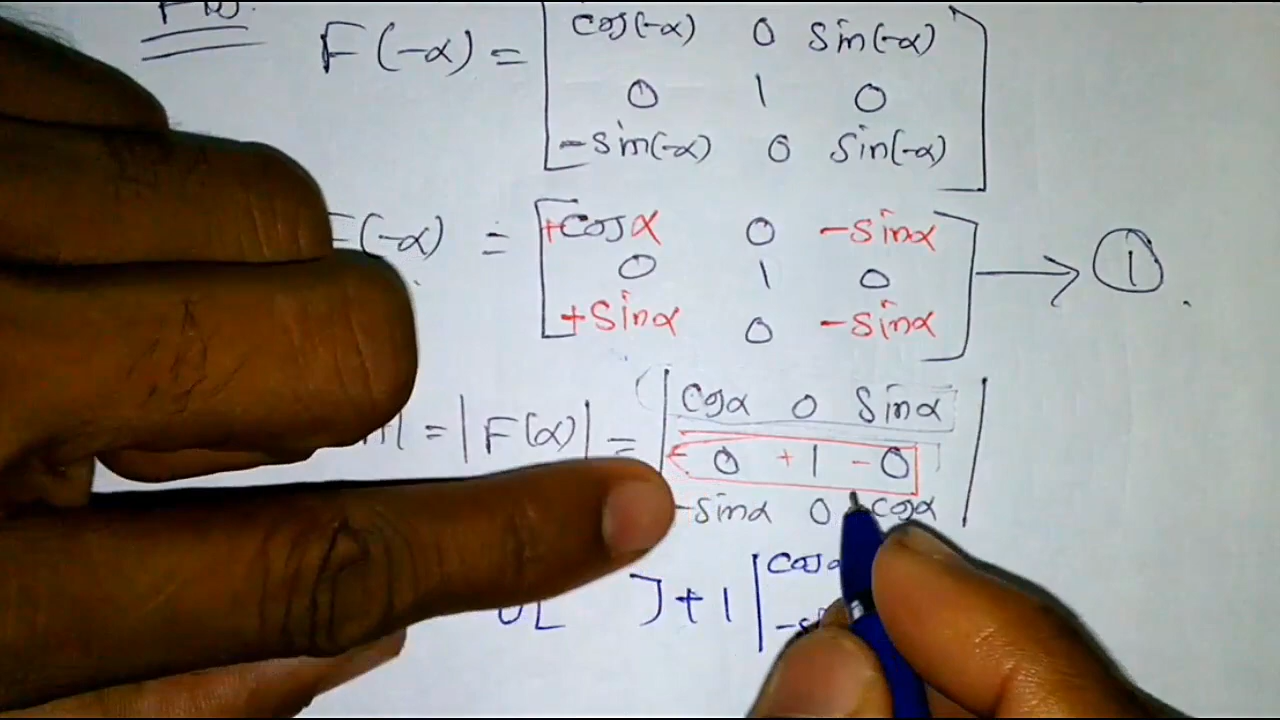 F(-α) = [ cos(-α) 0 sin(-α)
0 1 0
-sin(-α) 0 sin(-α) ]
F(-α) = [ +cosα 0 -sinα
0 1 0 → ①
+sinα 0 -sinα ]
= |F(α)| = | cosα 0 sinα
0 +1 -0
-sinα 0 cosα |
] +1 | cosα